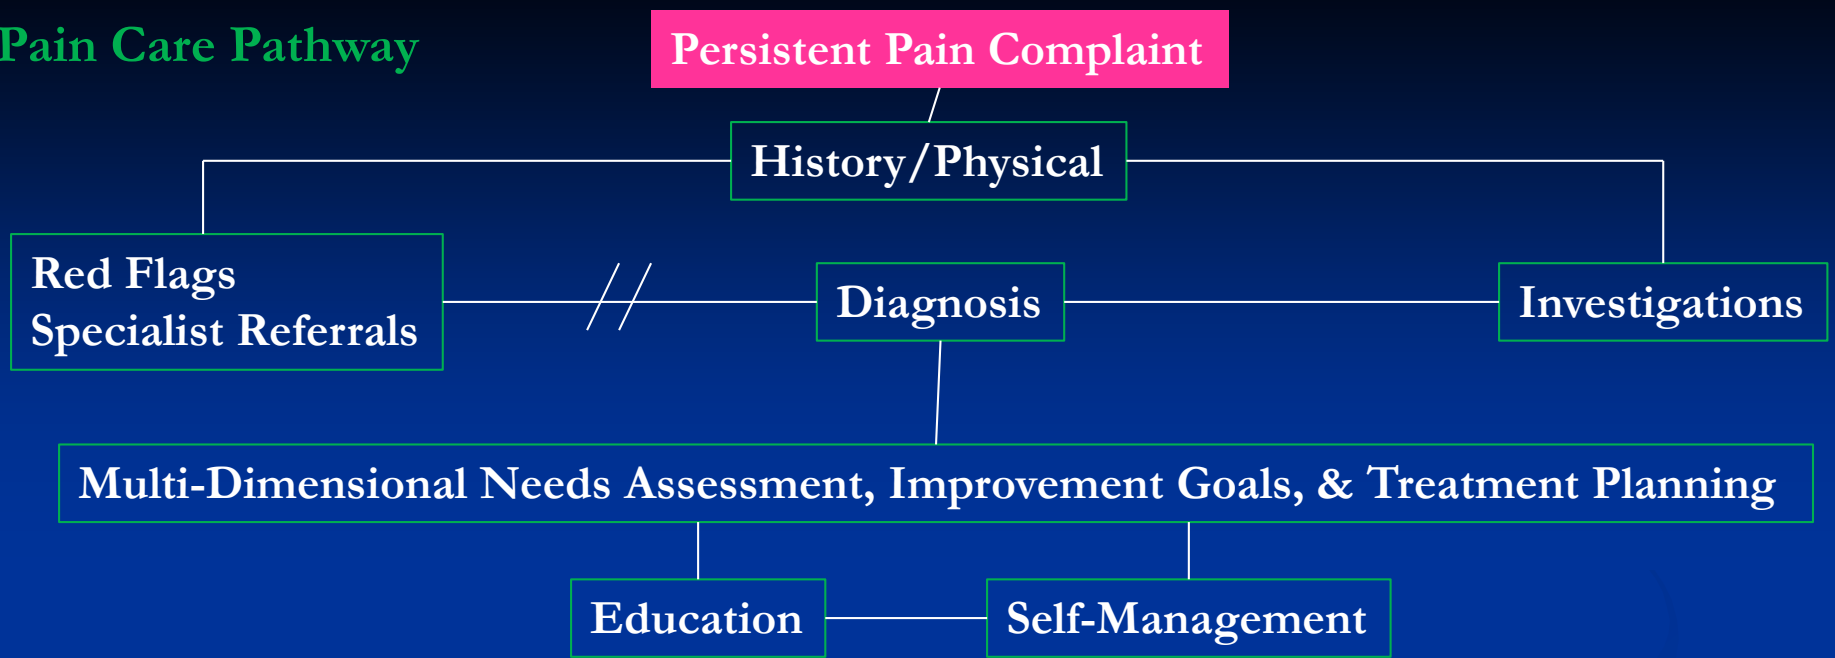 Pain Care Pathway
Persistent Pain Complaint
History/Physical
Red Flags
Specialist Referrals
Diagnosis
Investigations
Multi-Dimensional Needs Assessment, Improvement Goals, & Treatment Planning
Education
Self-Management